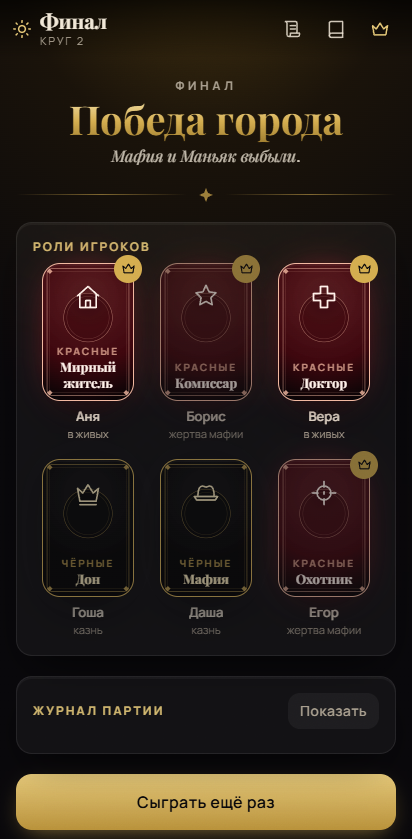 Финал
КРУГ 2
ФИНАЛ
Победа города
Мафия и Маньяк выбыли.
РОЛИ ИГРОКОВ
КРАСНЫЕ
Мирный
житель
Аня
в живых
КРАСНЫЕ
Комиссар
Борис
жертва мафии
КРАСНЫЕ
Доктор
Вера
в живых
ЧЁРНЫЕ
Дон
Гоша
казнь
ЧЁРНЫЕ
Мафия
Даша
казнь
КРАСНЫЕ
Охотник
Егор
жертва мафии
ЖУРНАЛ ПАРТИИ
Показать
Сыграть ещё раз